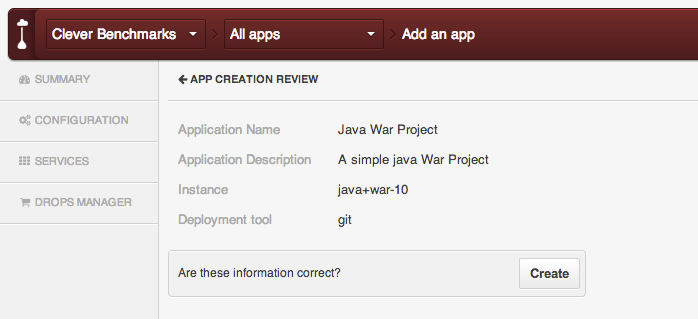 Clever Benchmarks All apps Add an app
SUMMARY
CONFIGURATION
SERVICES
DROPS MANAGER
APP CREATION REVIEW
Application Name Java War Project
Application Description A simple java War Project
Instance java+war-10
Deployment tool git
Are these information correct? Create